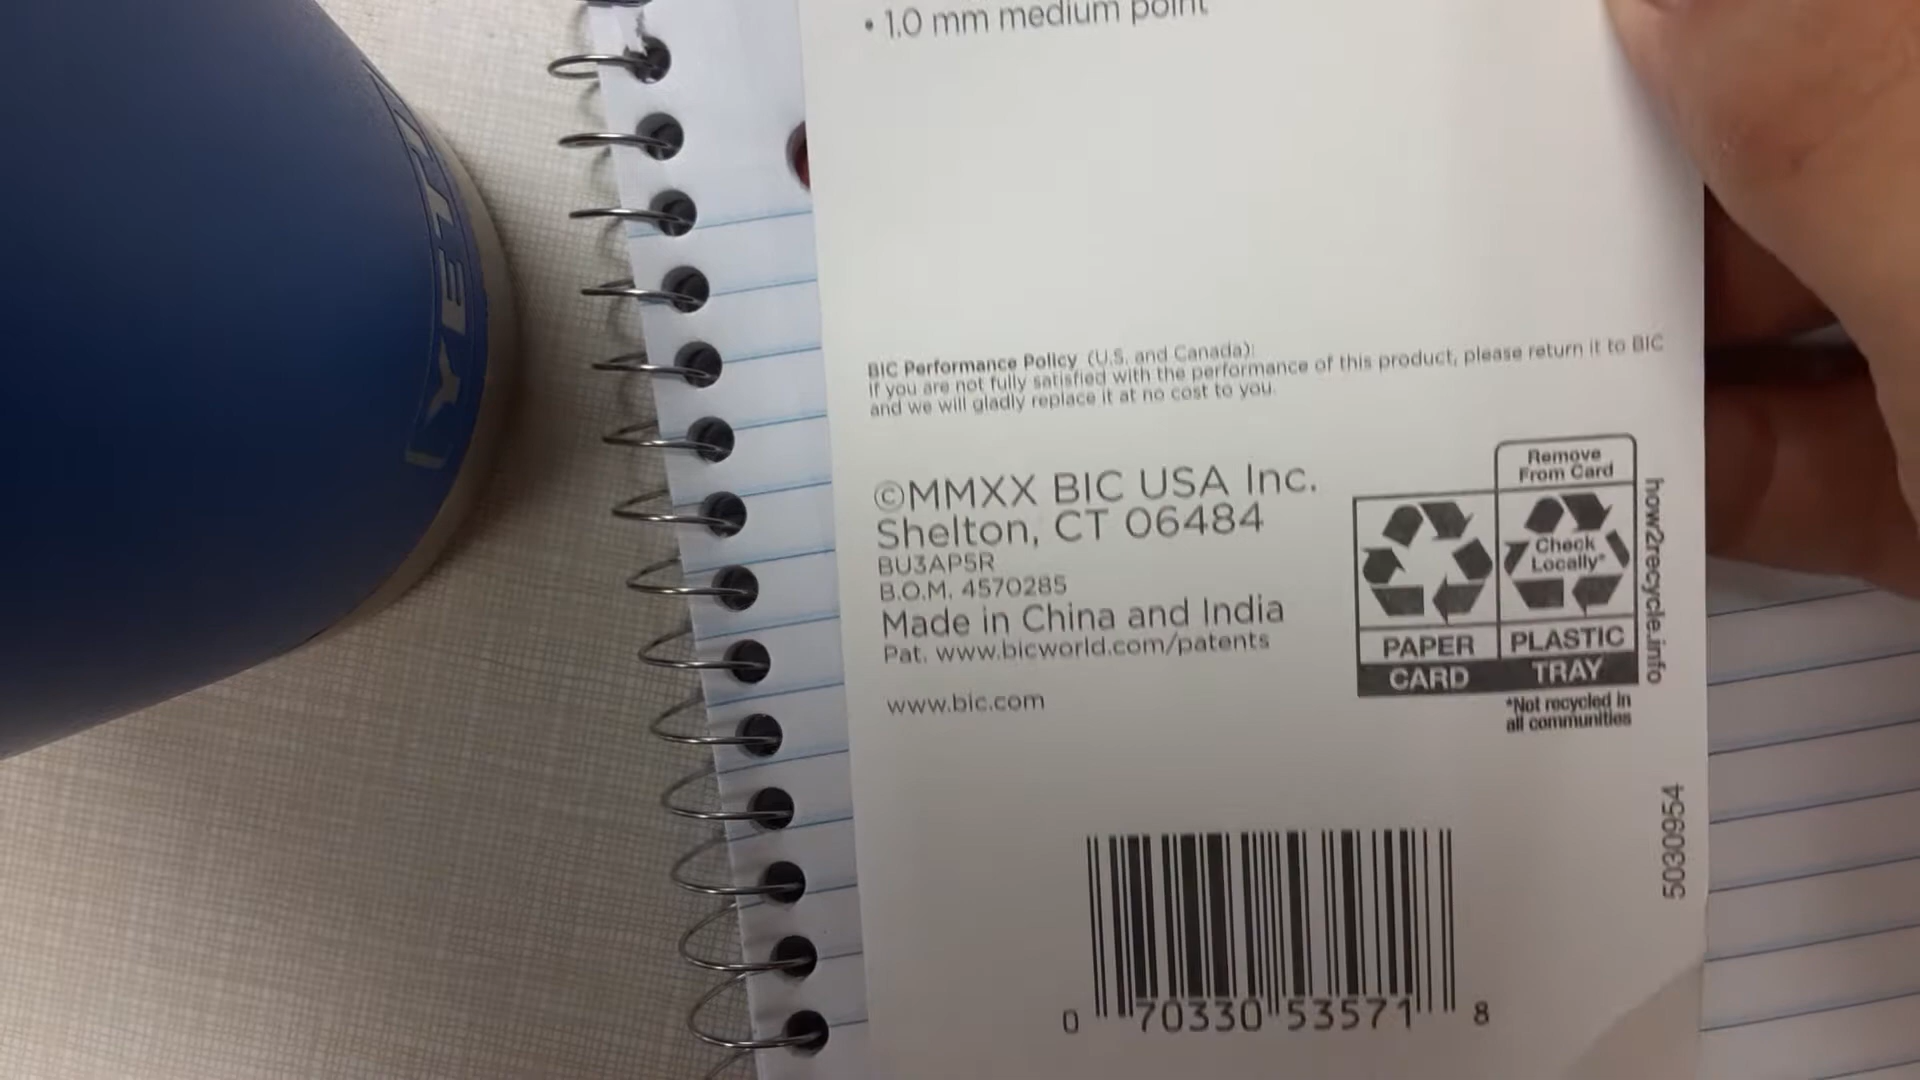 • 1.0 mm medium point
YETI
BIC Performance Policy (U.S. and Canada):
If you are not fully satisfied with the performance of this product, please return it to BIC
and we will gladly replace it at no cost to you.
©MMXX BIC USA Inc.
Shelton, CT 06484
BU3AP5R
B.O.M. 4570285
Made in China and India
Pat. www.bicworld.com/patents
www.bic.com
Remove
From Card
Check
Locally*
PAPER
CARD
PLASTIC
TRAY
*Not recycled in
all communities
how2recycle.info
5030954
0 70330 53571 8